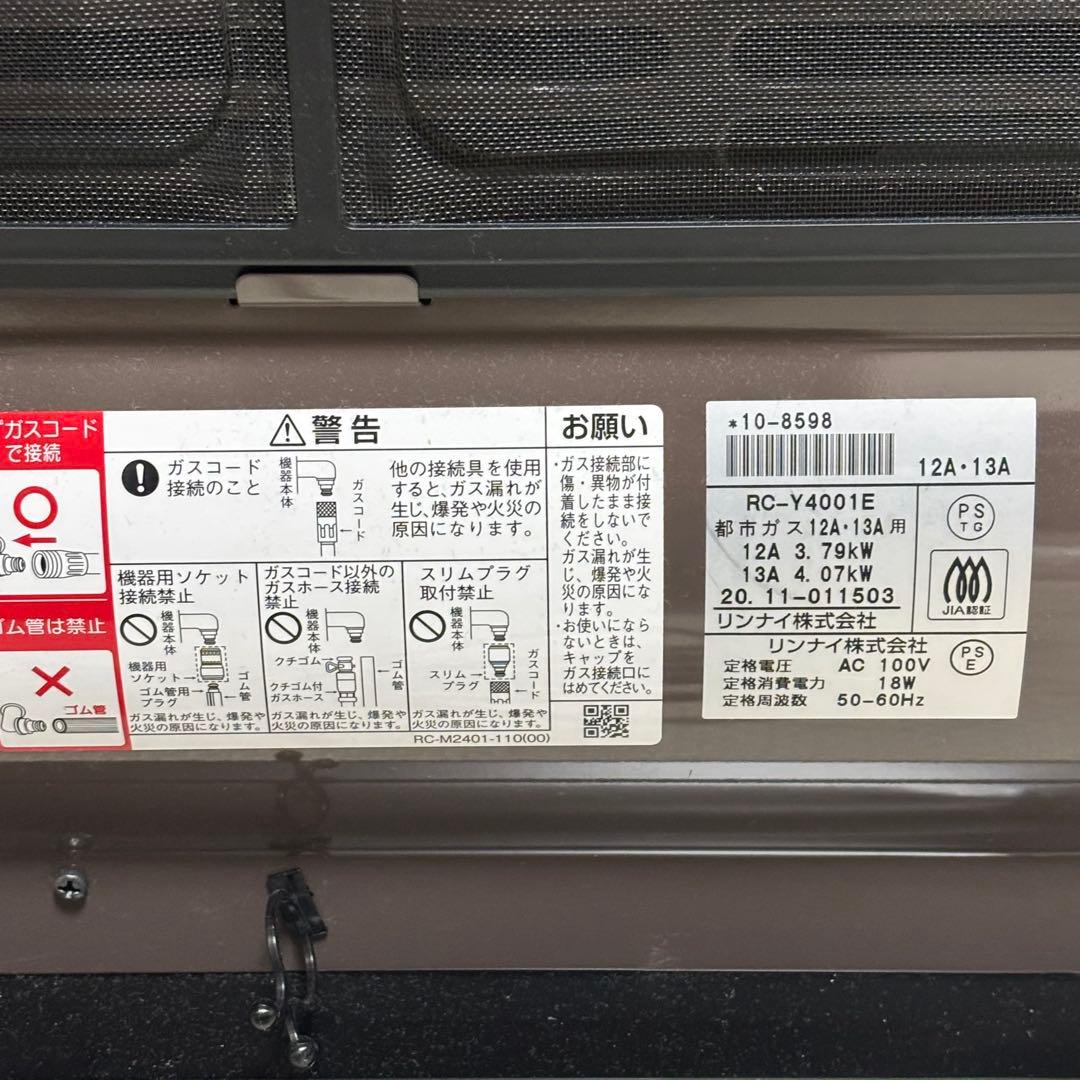 ガスコード
で接続
ゴム管は禁止
ゴム管
警告
ガスコード
接続のこと
機器本体
ガスコード
他の接続具を使用
すると、ガス漏れが
生じ、爆発や火災の
原因になります。
機器用ソケット
接続禁止
機器本体
機器用
ソケット
ゴム管用
プラグ
ゴム管
ガス漏れが生じ、爆発や
火災の原因になります。
ガスコード以外の
ガスホース接続
禁止
機器本体
クチゴム
クチゴム付
ガスホース
ゴム管
ガス漏れが生じ、爆発や
火災の原因になります。
スリムプラグ
取付禁止
機器本体
スリム
プラグ
ガスコード
ガス漏れが生じ、爆発や
火災の原因になります。
RC-M2401-110(00)
お願い
・ガス接続部に
傷・異物が付
着したまま接
続をしないで
ください。
ガス漏れが生
じ、爆発や火
災の原因にな
ります。
・お使いになら
ないときは、
キャップを
ガス接続口に
はめてください。
*10-8598
12A・13A
RC-Y4001E
都市ガス12A・13A用
12A 3.79kW
13A 4.07kW
20.11-011503
リンナイ株式会社
PS
TG
JIA認証
リンナイ株式会社
定格電圧 AC 100V
定格消費電力 18W
定格周波数 50-60Hz
PS
E